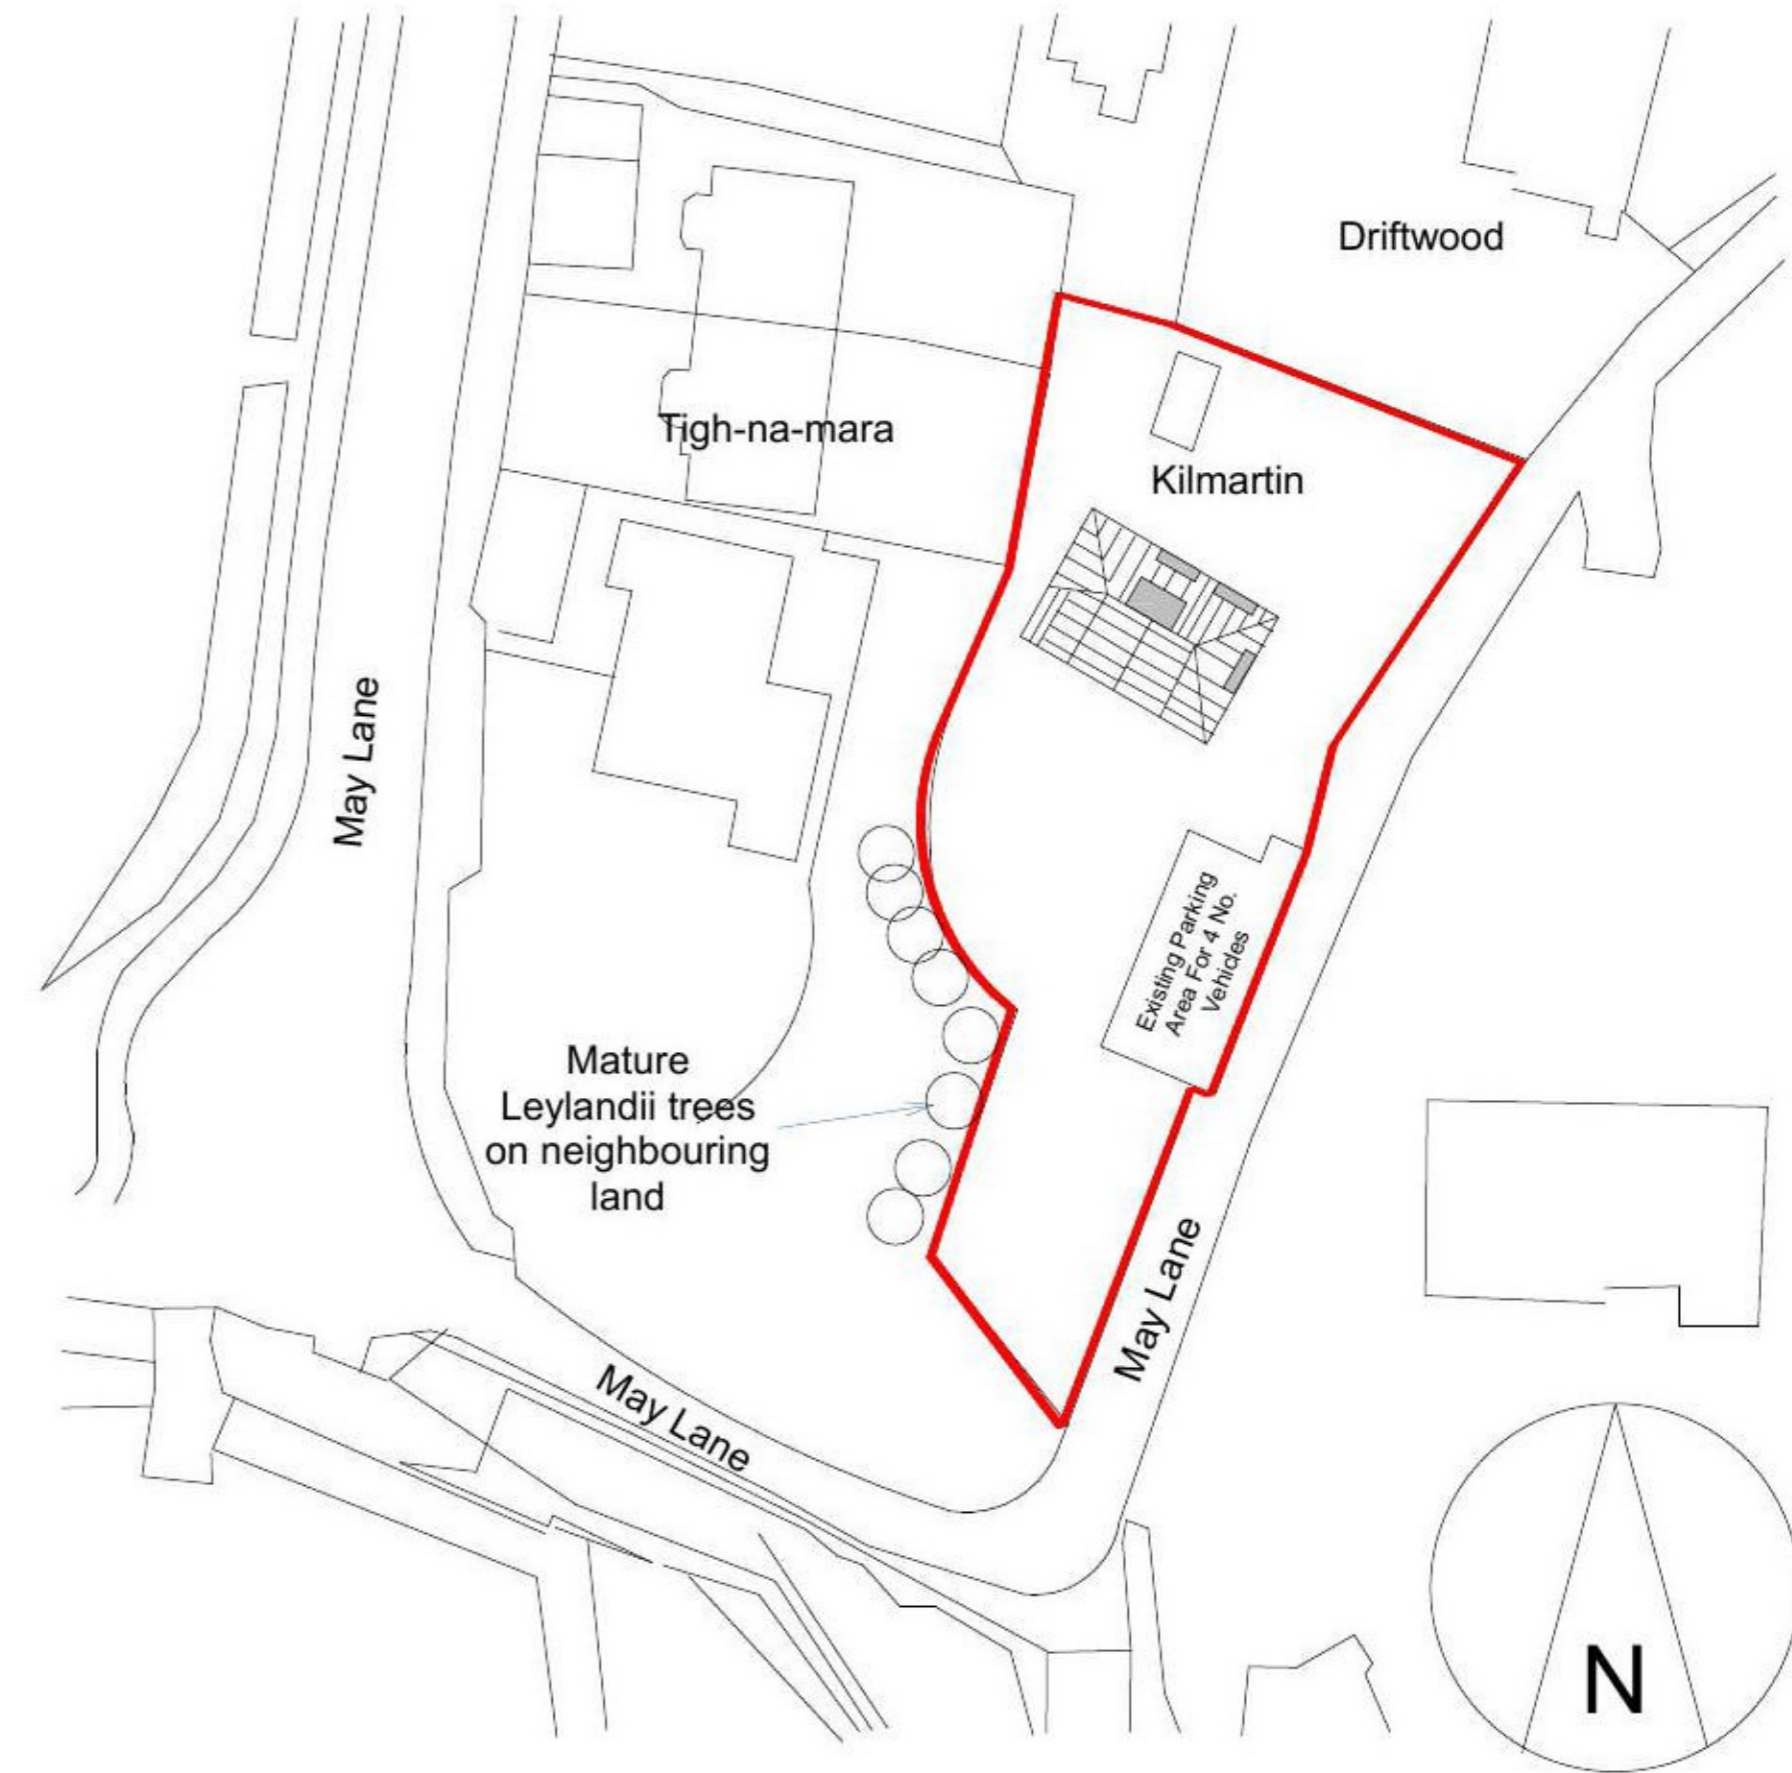 Driftwood
Tigh-na-mara
Kilmartin
May Lane
Existing Parking
Area For 4 No.
Vehicles
Mature
Leylandii trees
on neighbouring
land
May Lane
May Lane
N